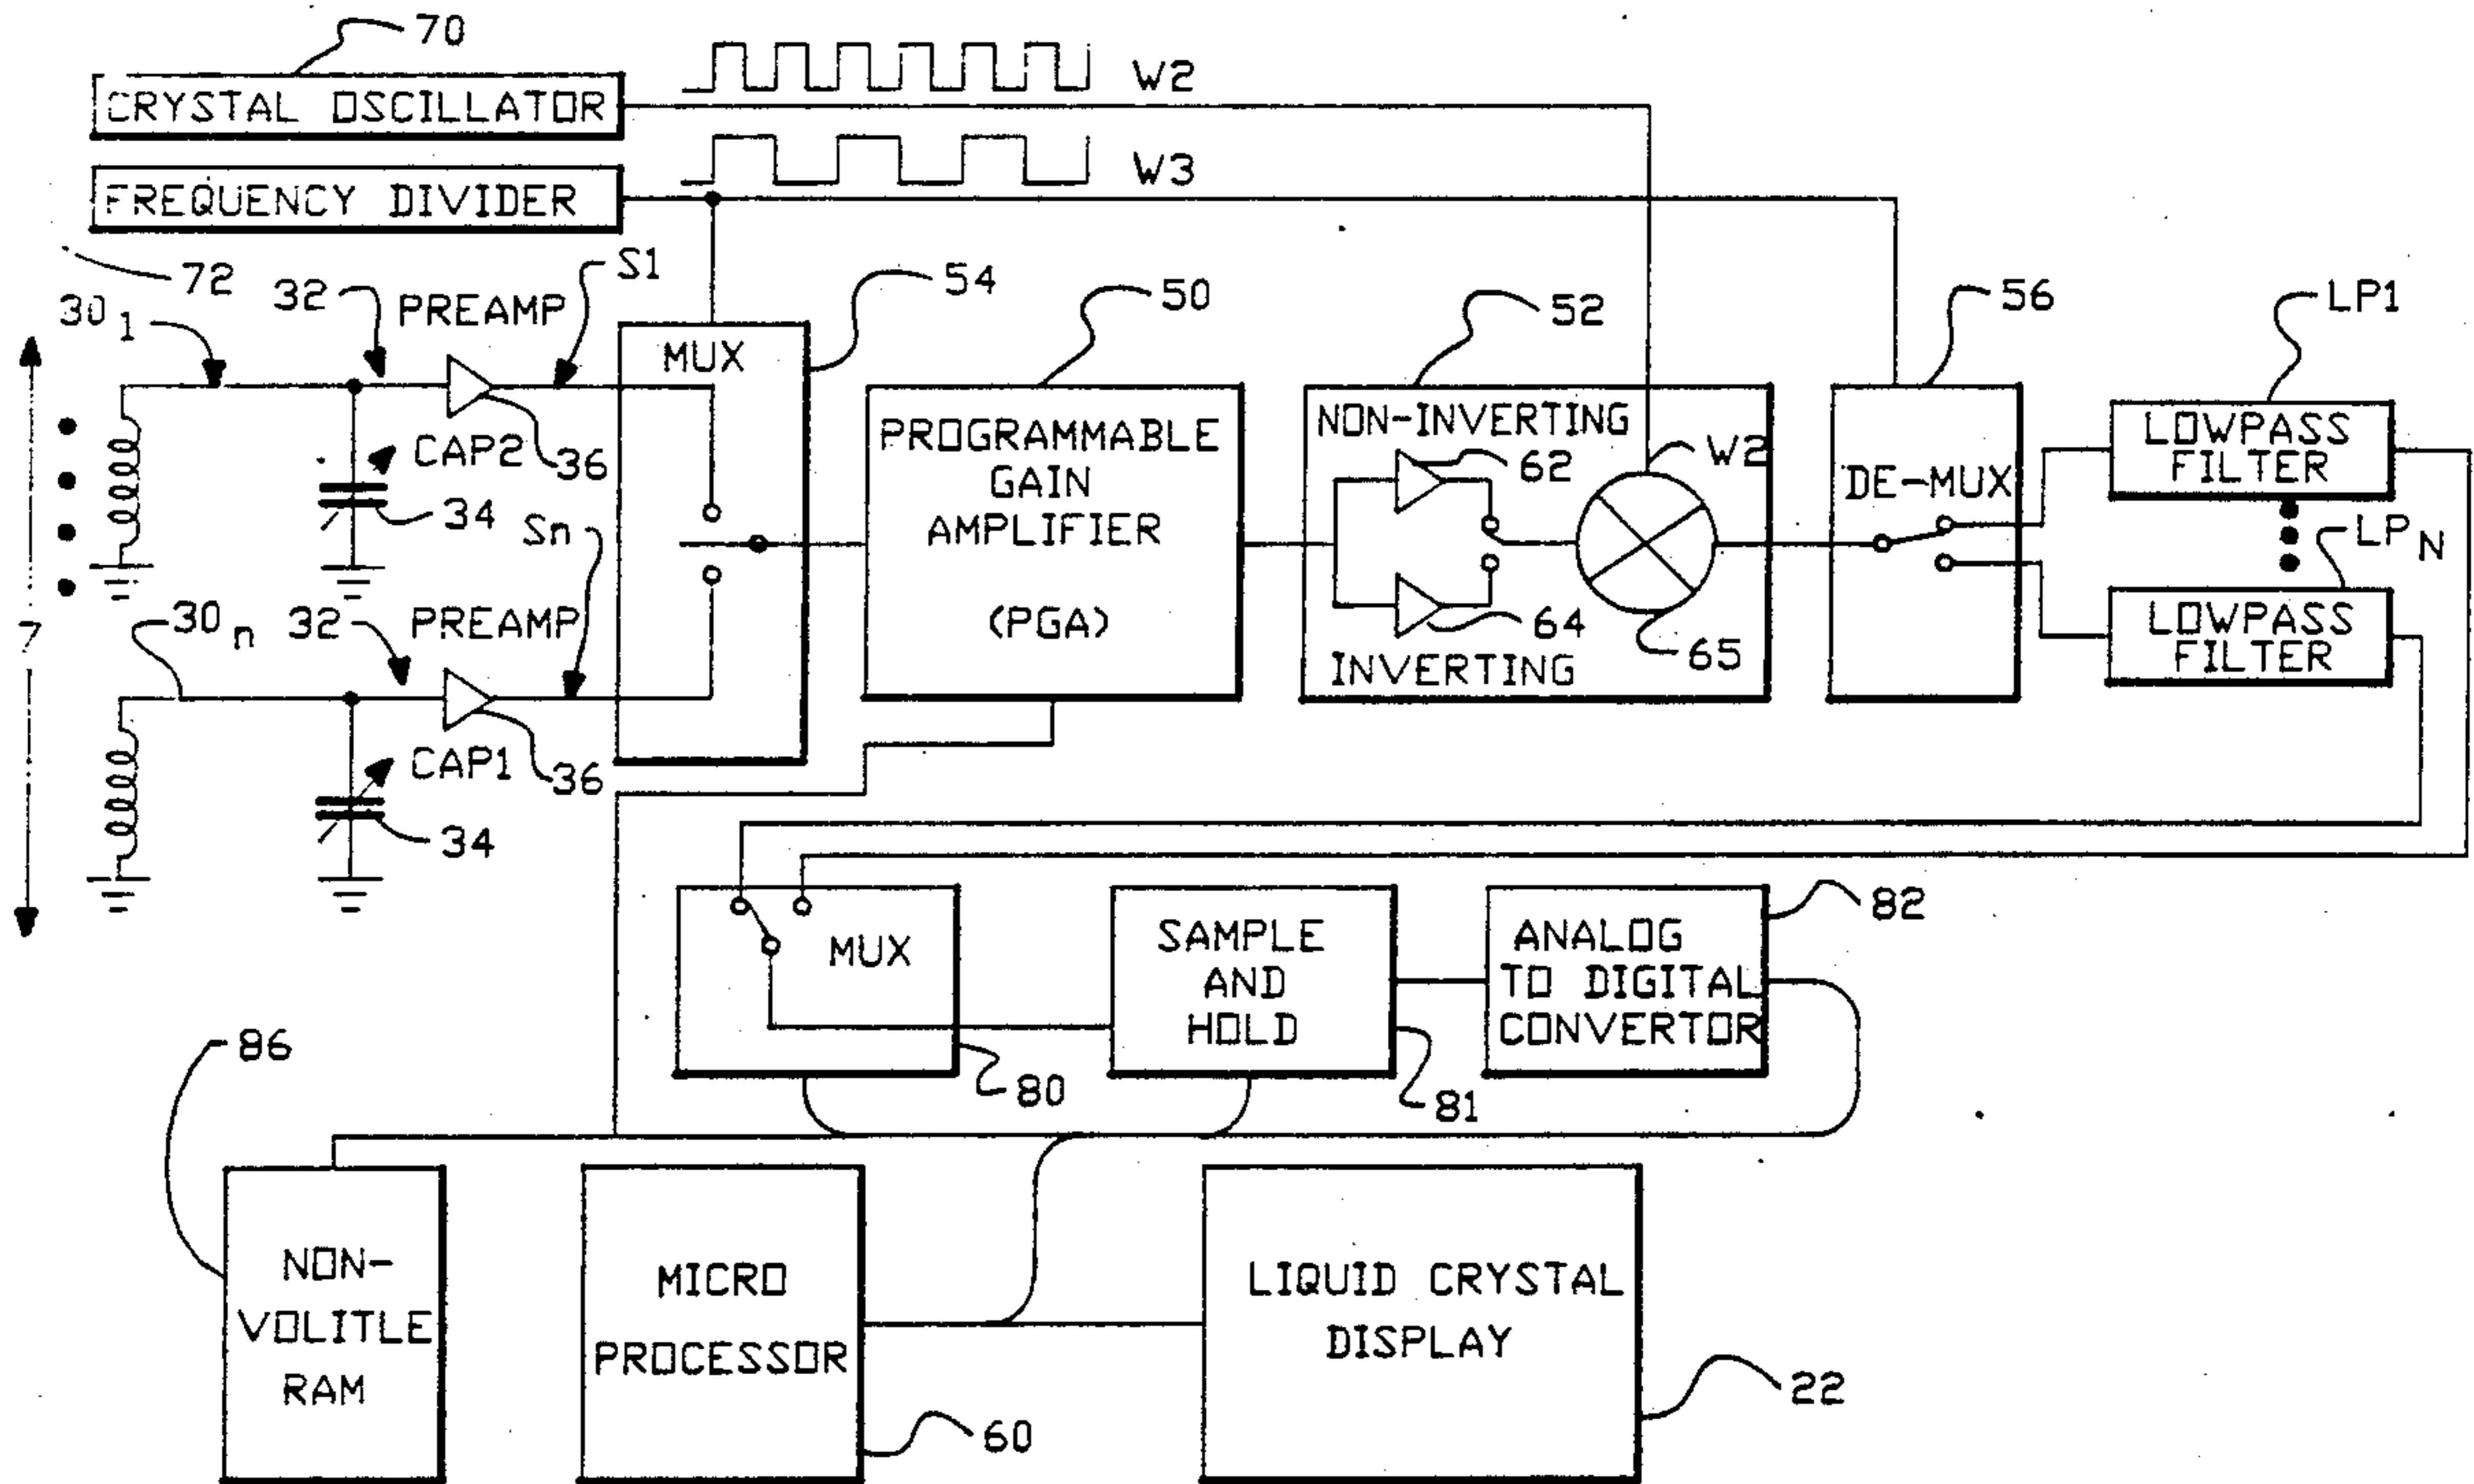 70
CRYSTAL OSCILLATOR
W2
FREQUENCY DIVIDER
W3
72
30 1
32
PREAMP
S1
54
50
52
56
LP1
MUX
CAP2
36
34
PROGRAMMABLE
GAIN
AMPLIFIER
(PGA)
NON-INVERTING
62
W2
64
INVERTING
65
DE-MUX
LOWPASS
FILTER
LP N
LOWPASS
FILTER
7
30 n
32
PREAMP
Sn
CAP1
36
34
MUX
80
SAMPLE
AND
HOLD
81
ANALOG
TO DIGITAL
CONVERTOR
82
86
NON-
VOLITLE
RAM
MICRO
PROCESSOR
60
LIQUID CRYSTAL
DISPLAY
22